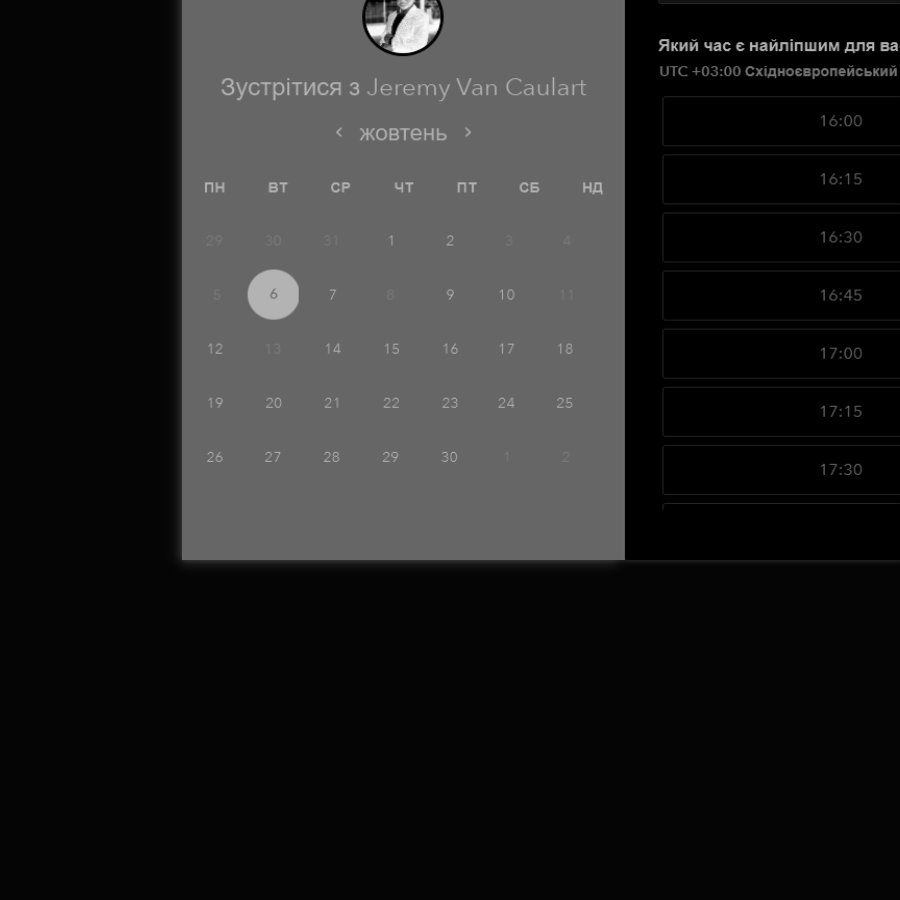 Зустрітися з Jeremy Van Caulart
‹ жовтень ›
ПН ВТ СР ЧТ ПТ СБ НД
29 30 31 1 2 3 4
5 6 7 8 9 10 11
12 13 14 15 16 17 18
19 20 21 22 23 24 25
26 27 28 29 30 1 2
Який час є найліпшим для ва
UTC +03:00 Східноєвропейський
16:00
16:15
16:30
16:45
17:00
17:15
17:30